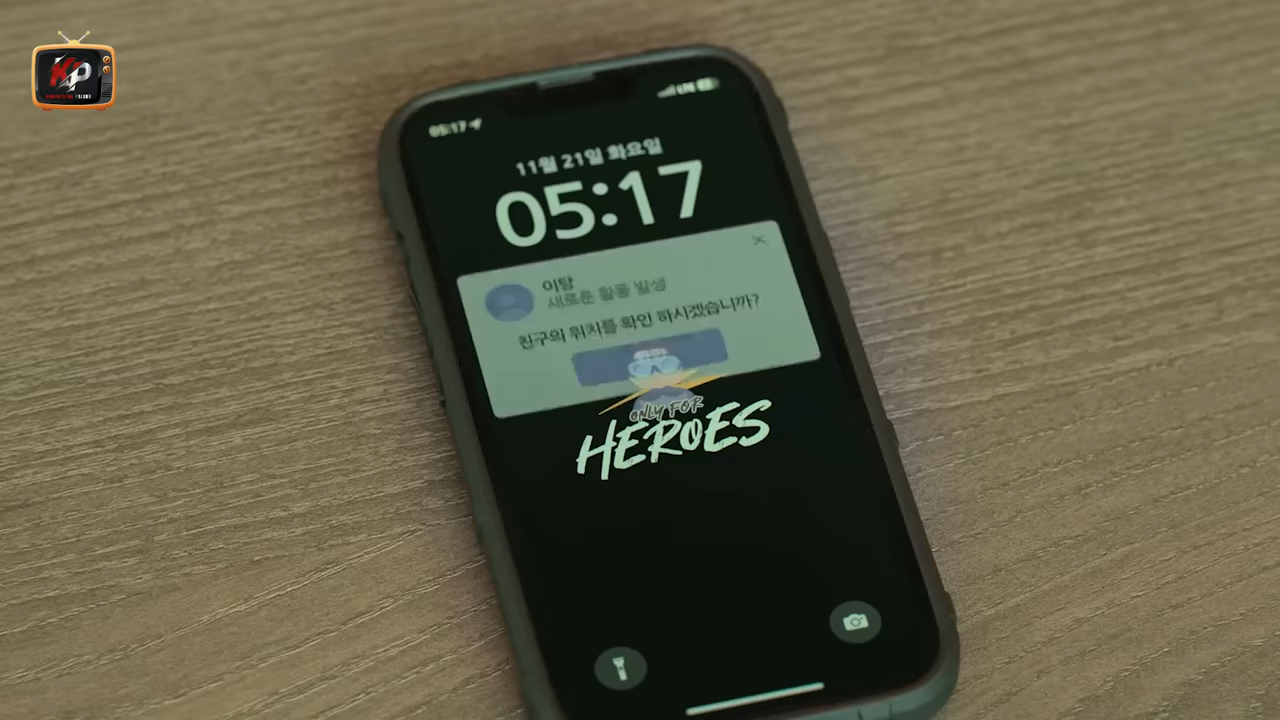 KP
05:17
LTE
11월 21일 화요일
05:17
이탕
새로운 활동 발생
친구의 위치를 확인 하시겠습니까?
ONLY FOR
HEROES